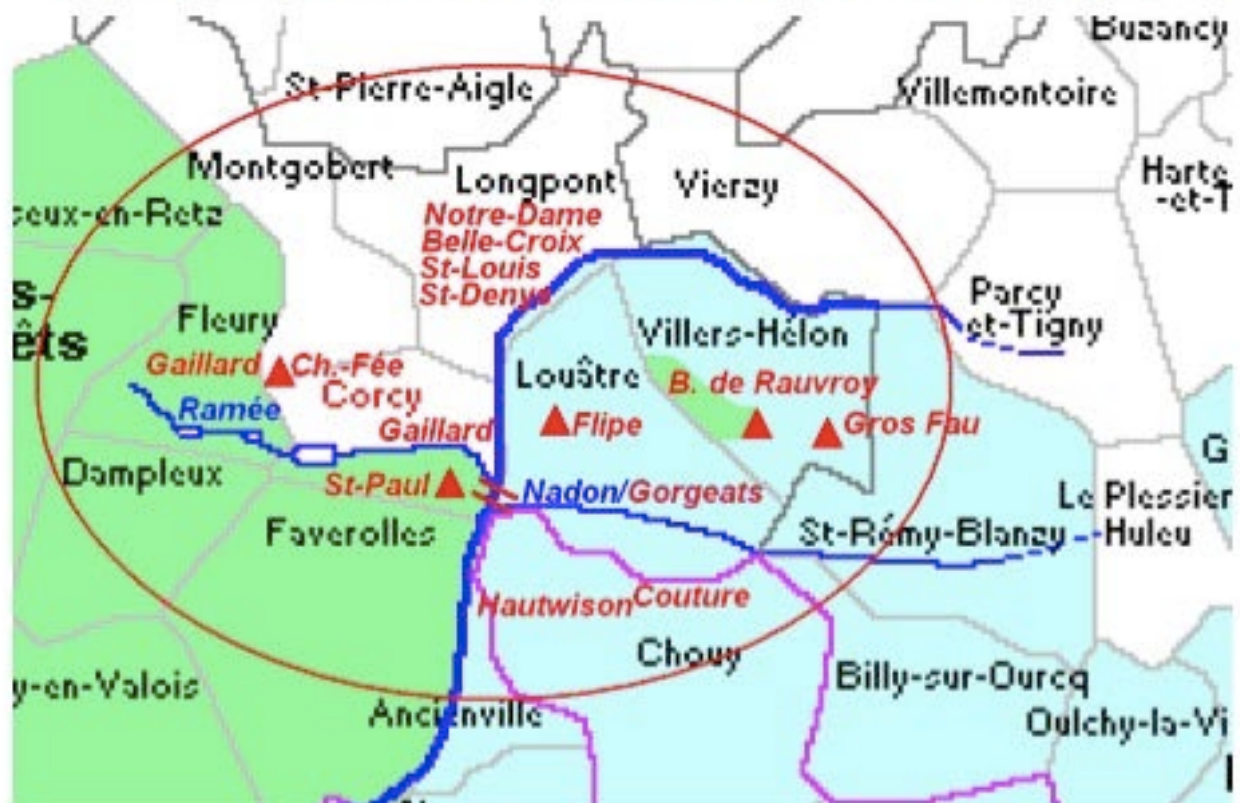 Buzancy
St-Pierre-Aigle
Villemontoire
Montgobert
Longpont
Vierzy
Harte
-et-T
seux-en-Retz
Notre-Dame
Belle-Croix
St-Louis
St-Denys
s-
êts
Fleury
Parcy
et-Tigny
Villers-Hélon
Gaillard
Ch.-Fée
Corcy
Louâtre
B. de Rauvroy
Ramée
Gaillard
Flipe
Gros Fau
Dampleux
St-Paul
Nadon/Gorgeats
G
Le Plessier
Huleu
Faverolles
St-Rémy-Blanzy
Hautwison
Couture
Chouy
y-en-Valois
Billy-sur-Ourcq
Ancienville
Oulchy-la-Vi